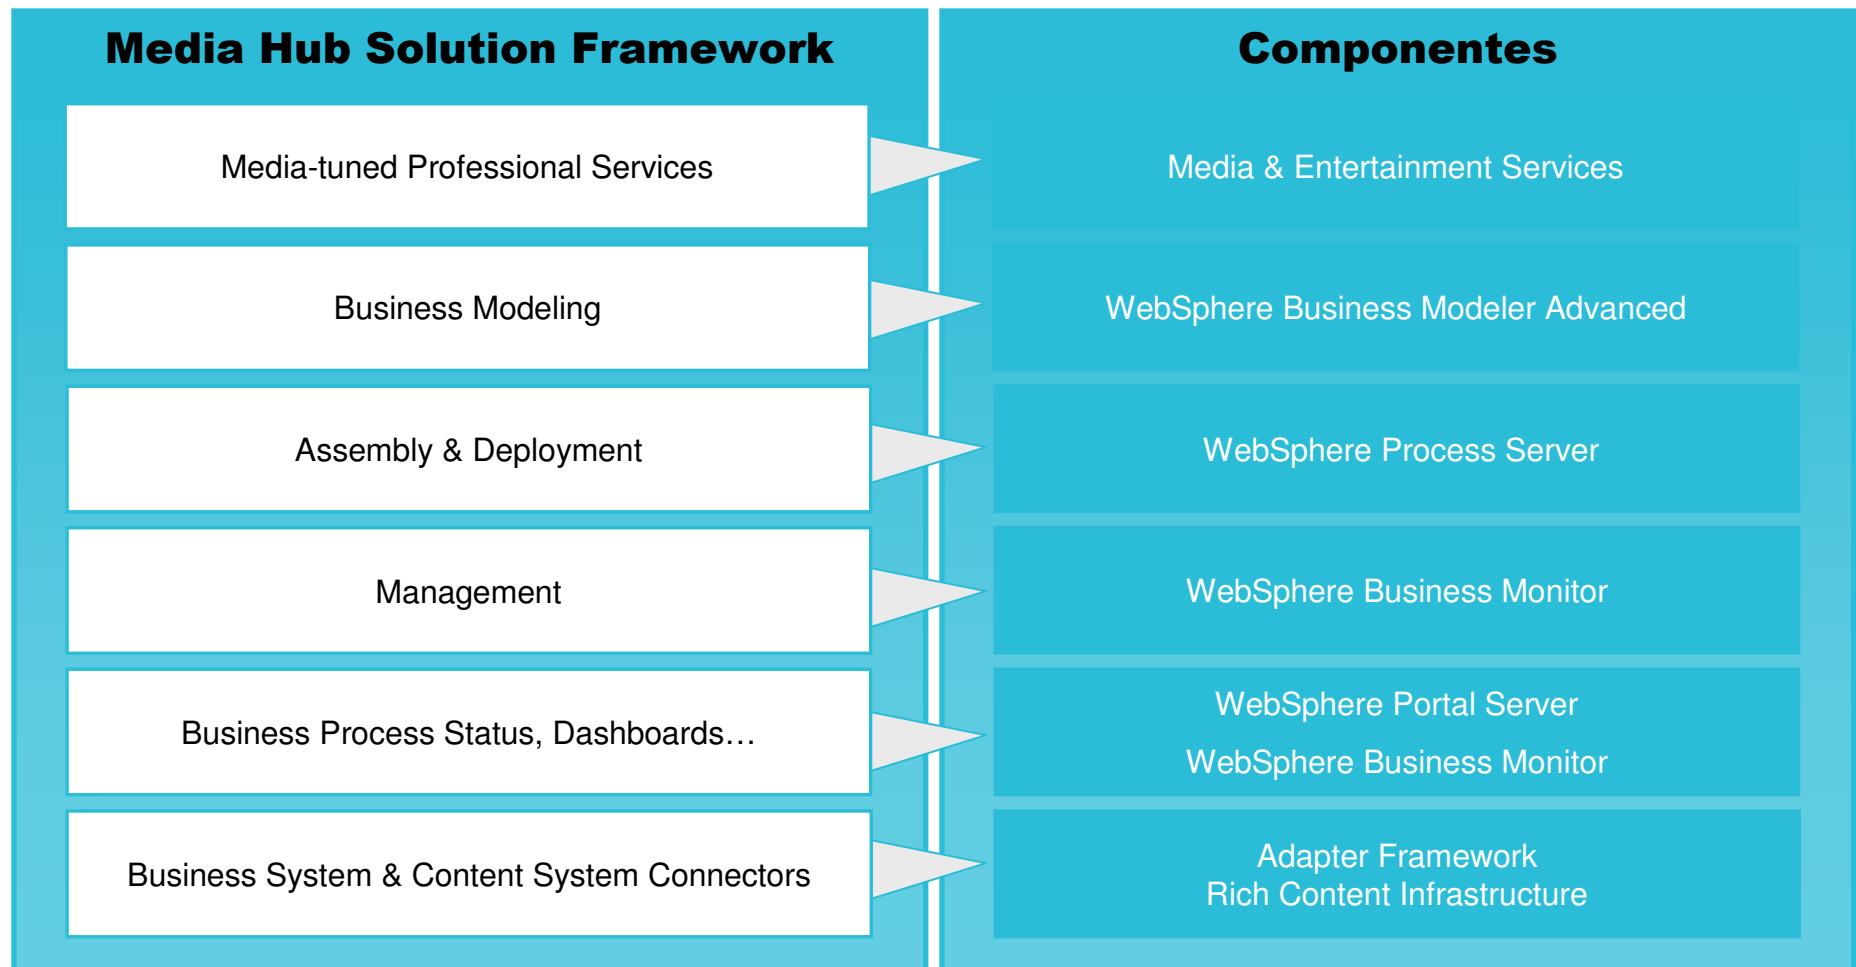 Media Hub Solution Framework
Componentes
Media-tuned Professional Services
Media & Entertainment Services
Business Modeling
WebSphere Business Modeler Advanced
Assembly & Deployment
WebSphere Process Server
Management
WebSphere Business Monitor
Business Process Status, Dashboards…
WebSphere Portal Server
WebSphere Business Monitor
Business System & Content System Connectors
Adapter Framework
Rich Content Infrastructure